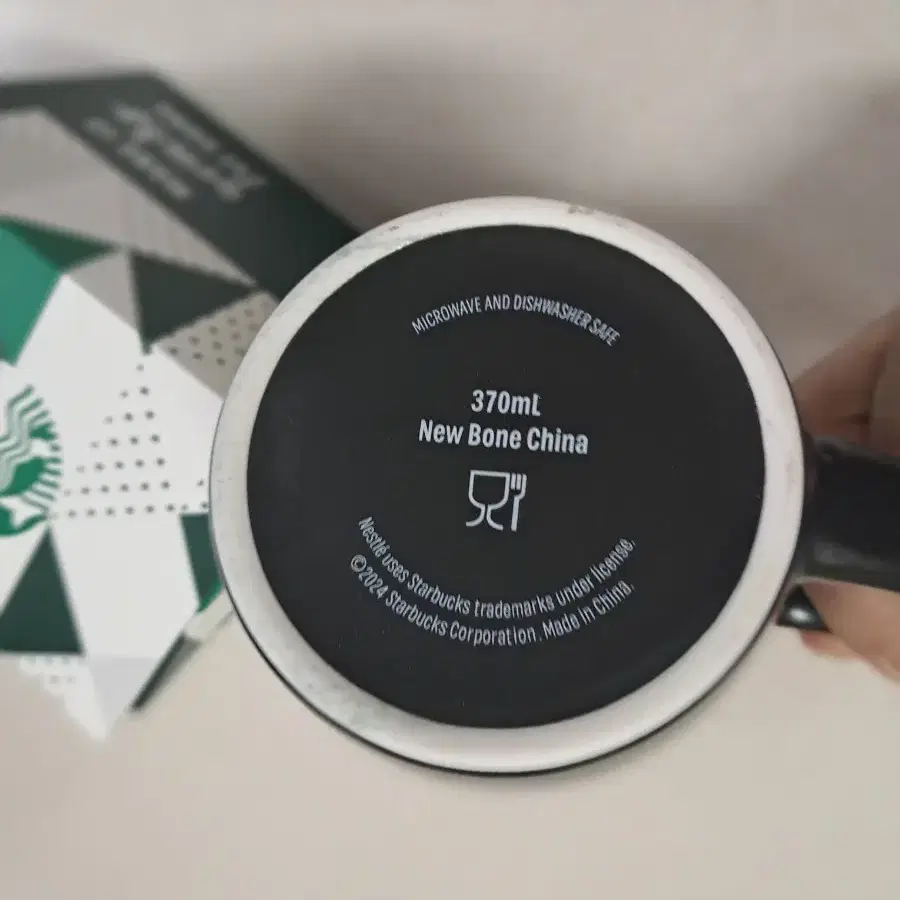 MICROWAVE AND DISHWASHER SAFE
370mL
New Bone China
Nestlé uses Starbucks trademarks under license.
©2024 Starbucks Corporation. Made in China.